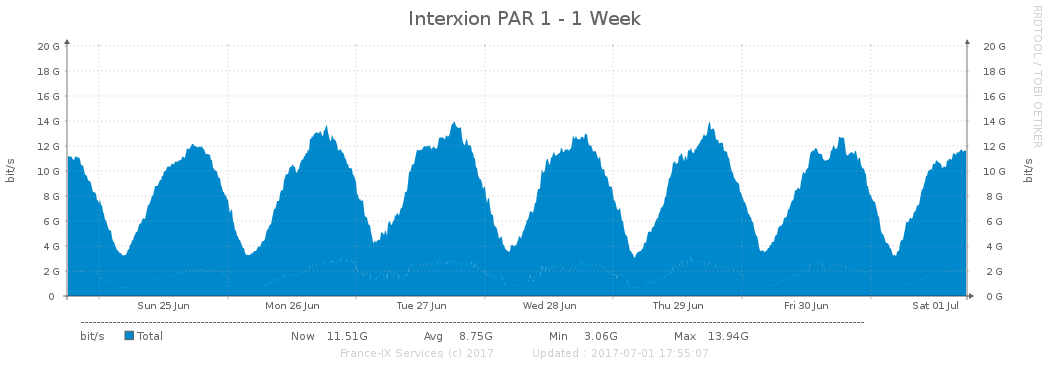 Interxion PAR 1 - 1 Week
RRDTOOL / TOBI OETIKER
bit/s
20 G
18 G
16 G
14 G
12 G
10 G
8 G
6 G
4 G
2 G
0
20 G
18 G
16 G
14 G
12 G
10 G
8 G
6 G
4 G
2 G
0 G
bit/s
Sun 25 Jun Mon 26 Jun Tue 27 Jun Wed 28 Jun Thu 29 Jun Fri 30 Jun Sat 01 Jul
bit/s Total Now 11.51G Avg 8.75G Min 3.06G Max 13.94G
France-IX Services (c) 2017 Updated : 2017-07-01 17:55:07